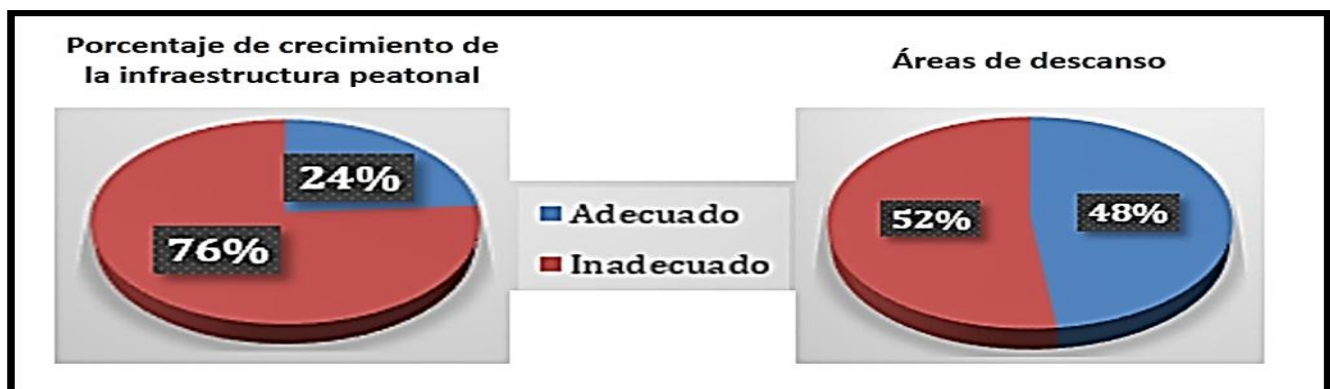 Porcentaje de crecimiento de
la infraestructura peatonal
24%
76%
Adecuado
Inadecuado
Áreas de descanso
52%
48%